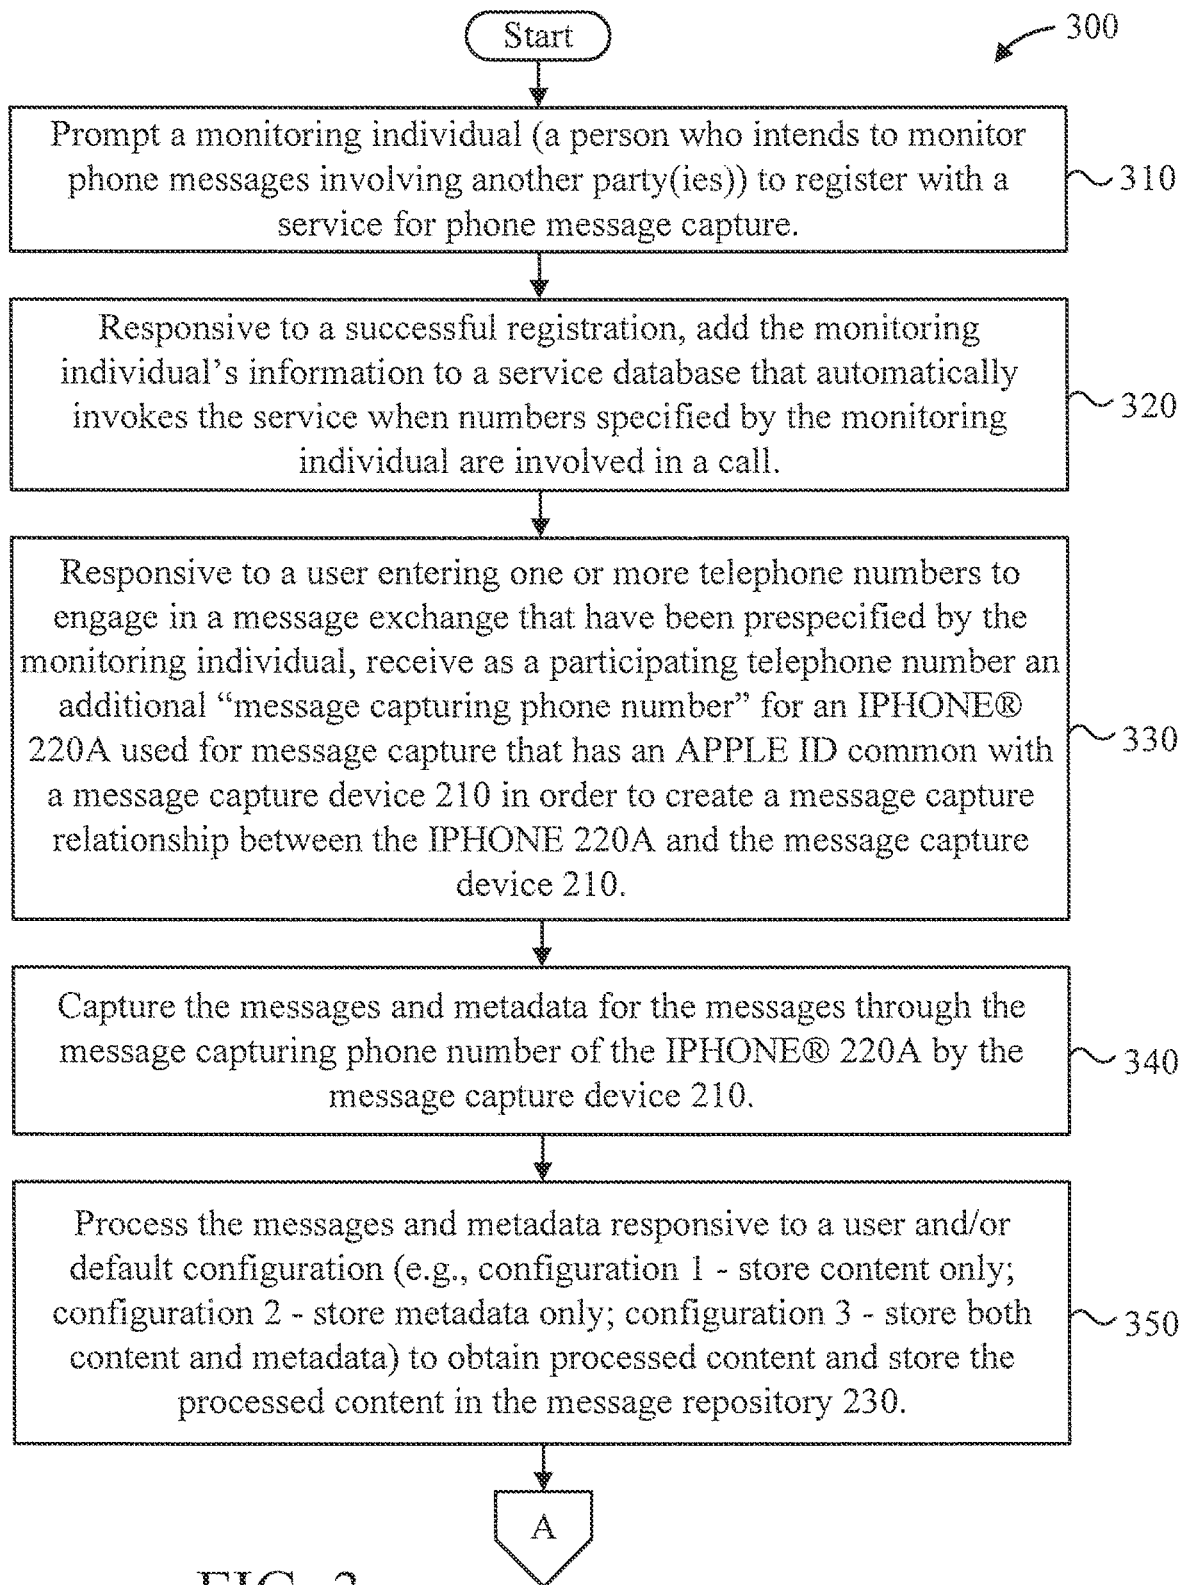 Start
300
Prompt a monitoring individual (a person who intends to monitor
phone messages involving another party(ies)) to register with a
service for phone message capture.
310
Responsive to a successful registration, add the monitoring
individual's information to a service database that automatically
invokes the service when numbers specified by the monitoring
individual are involved in a call.
320
Responsive to a user entering one or more telephone numbers to
engage in a message exchange that have been prespecified by the
monitoring individual, receive as a participating telephone number an
additional “message capturing phone number” for an IPHONE®
220A used for message capture that has an APPLE ID common with
a message capture device 210 in order to create a message capture
relationship between the IPHONE 220A and the message capture
device 210.
330
Capture the messages and metadata for the messages through the
message capturing phone number of the IPHONE® 220A by the
message capture device 210.
340
Process the messages and metadata responsive to a user and/or
default configuration (e.g., configuration 1 - store content only;
configuration 2 - store metadata only; configuration 3 - store both
content and metadata) to obtain processed content and store the
processed content in the message repository 230.
350
A
FIG. 3